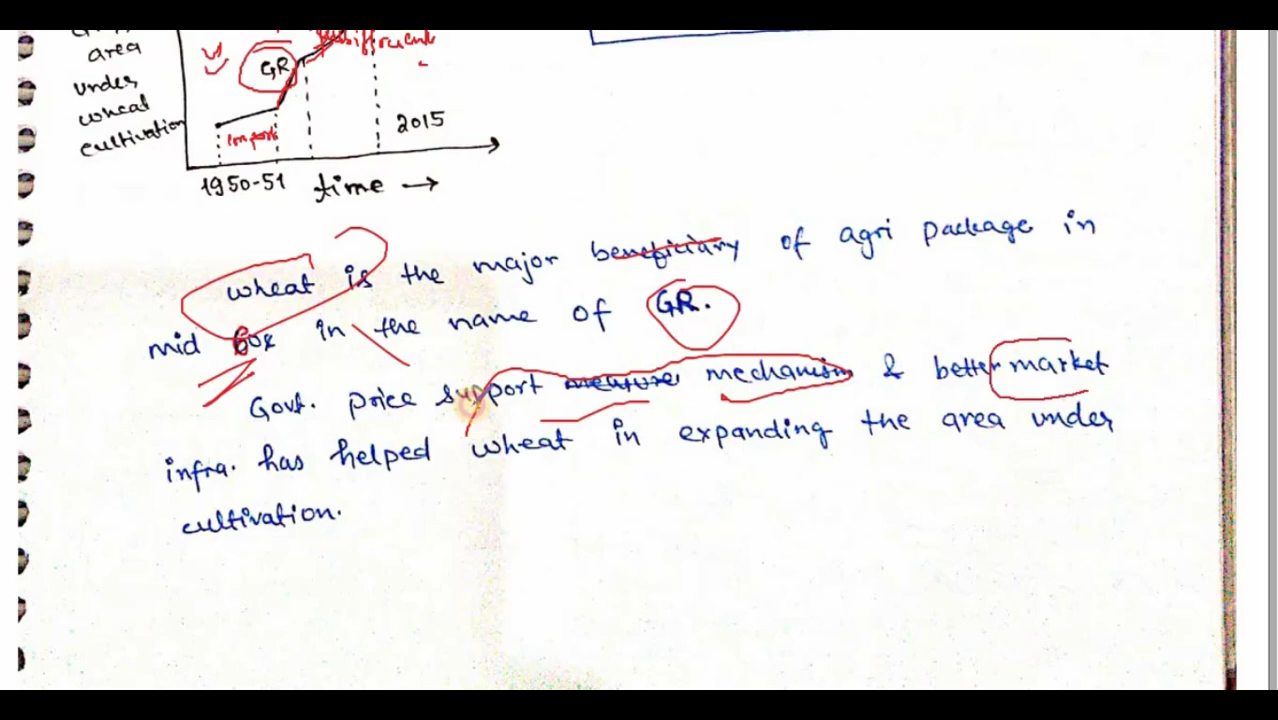 area
under
wheat
cultivation
GR
import
2015
1950-51 time →
wheat is the major beneficiary of agri package in
mid 60s in the name of GR.
Govt. price support measure mechanism & better market
infra. has helped wheat in expanding the area under
cultivation.